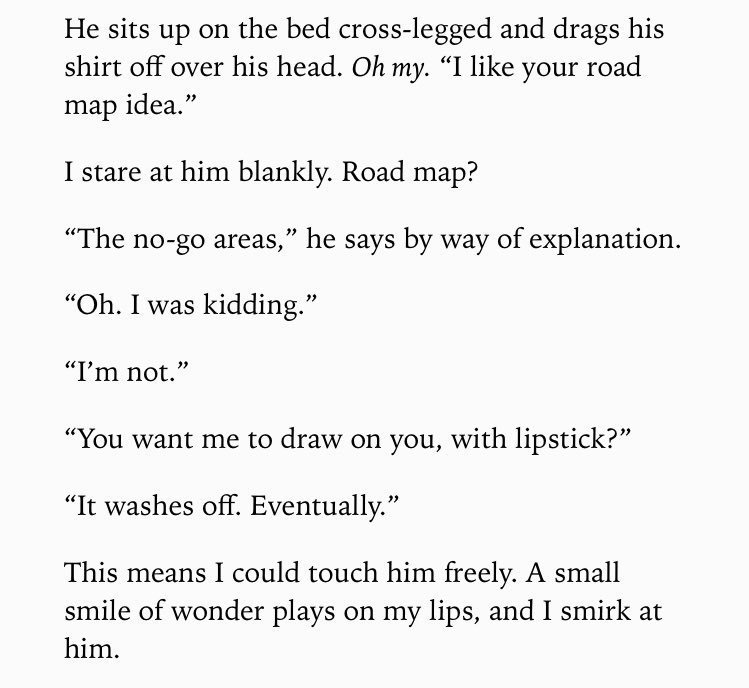 He sits up on the bed cross-legged and drags his
shirt off over his head. Oh my. “I like your road
map idea.”
I stare at him blankly. Road map?
“The no-go areas,” he says by way of explanation.
“Oh. I was kidding.”
“I’m not.”
“You want me to draw on you, with lipstick?”
“It washes off. Eventually.”
This means I could touch him freely. A small
smile of wonder plays on my lips, and I smirk at
him.